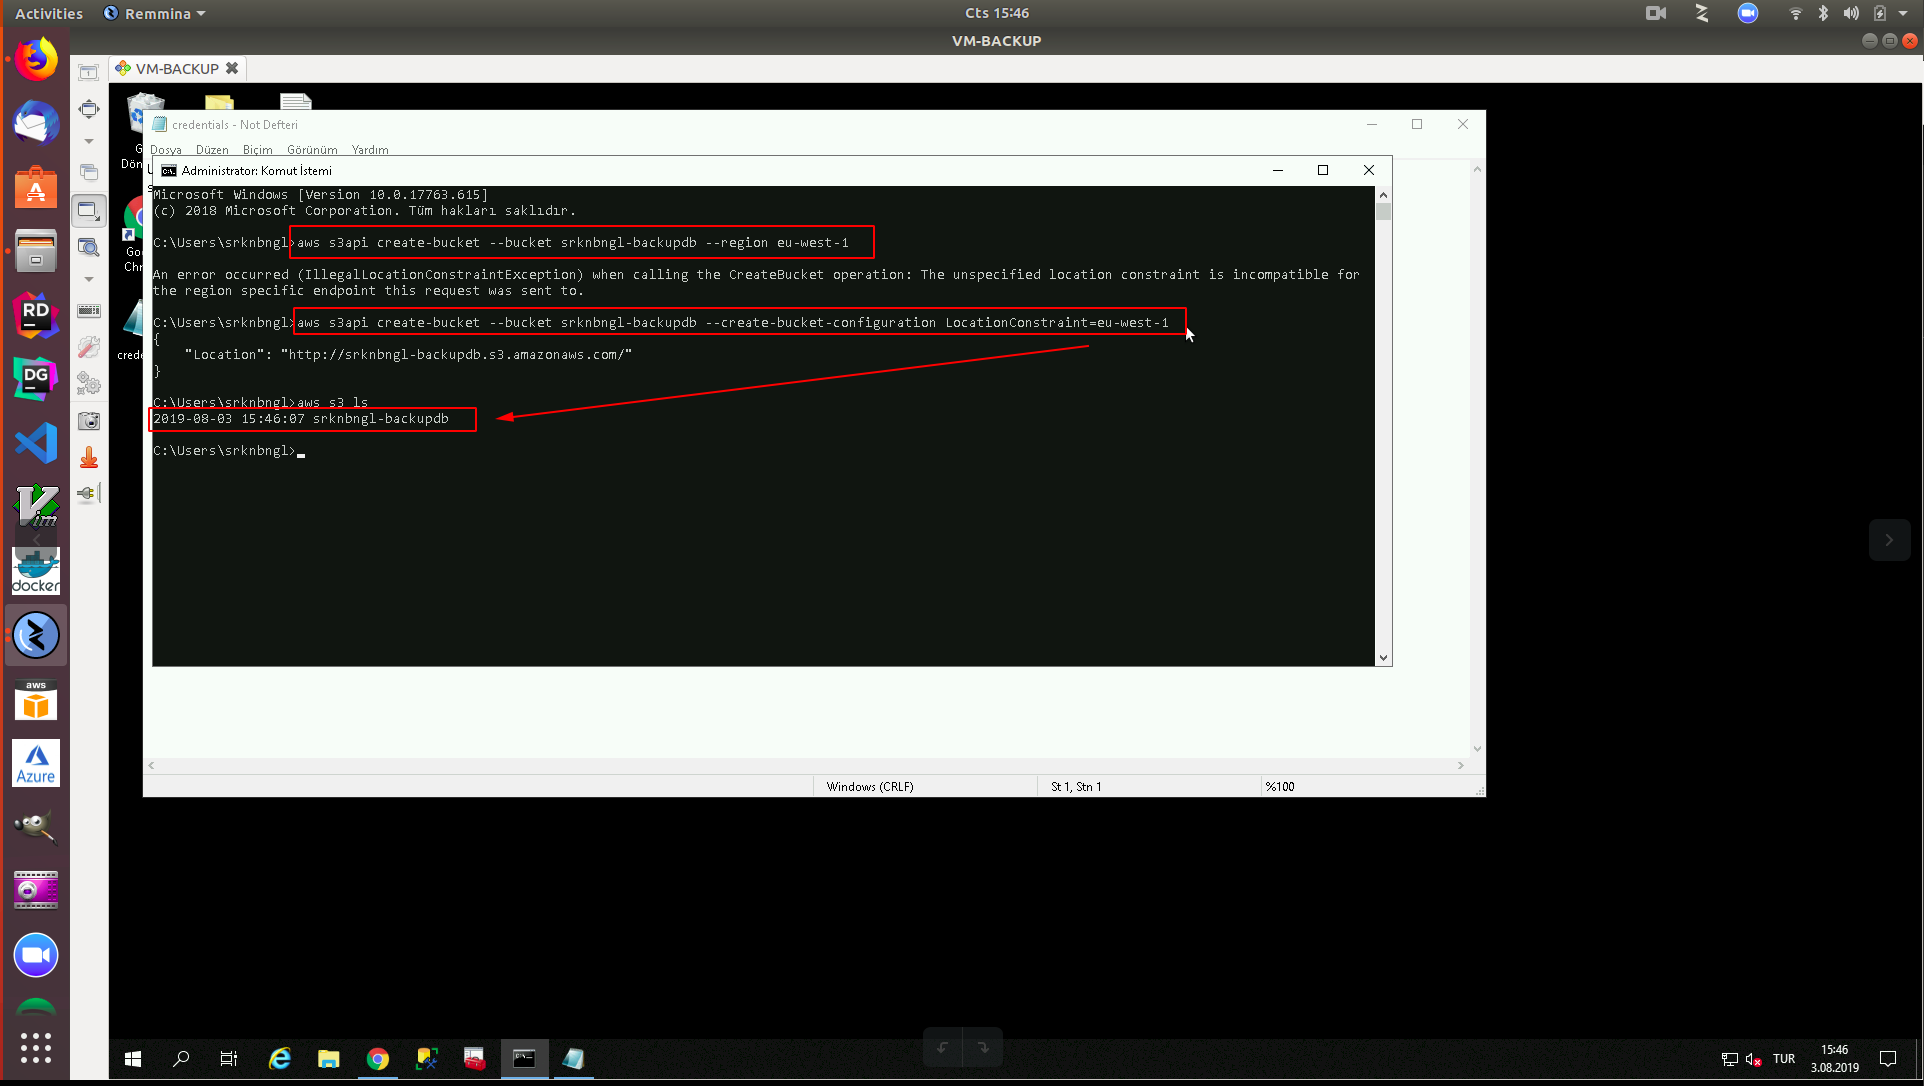 Activities Remmina Cts 15:46
VM-BACKUP
VM-BACKUP
credentials - Not Defteri
Dosya Düzen Biçim Görünüm Yardım
Administrator: Komut İstemi
Microsoft Windows [Version 10.0.17763.615]
(c) 2018 Microsoft Corporation. Tüm hakları saklıdır.
C:\Users\srknbngl>aws s3api create-bucket --bucket srknbngl-backupdb --region eu-west-1
An error occurred (IllegalLocationConstraintException) when calling the CreateBucket operation: The unspecified location constraint is incompatible for
the region specific endpoint this request was sent to.
C:\Users\srknbngl>aws s3api create-bucket --bucket srknbngl-backupdb --create-bucket-configuration LocationConstraint=eu-west-1
{
"Location": "http://srknbngl-backupdb.s3.amazonaws.com/"
}
C:\Users\srknbngl>aws s3 ls
2019-08-03 15:46:07 srknbngl-backupdb
C:\Users\srknbngl>
Windows (CRLF) St 1, Stn 1 %100
RD
DG
Vim
docker
aws
Azure
TUR
15:46
3.08.2019